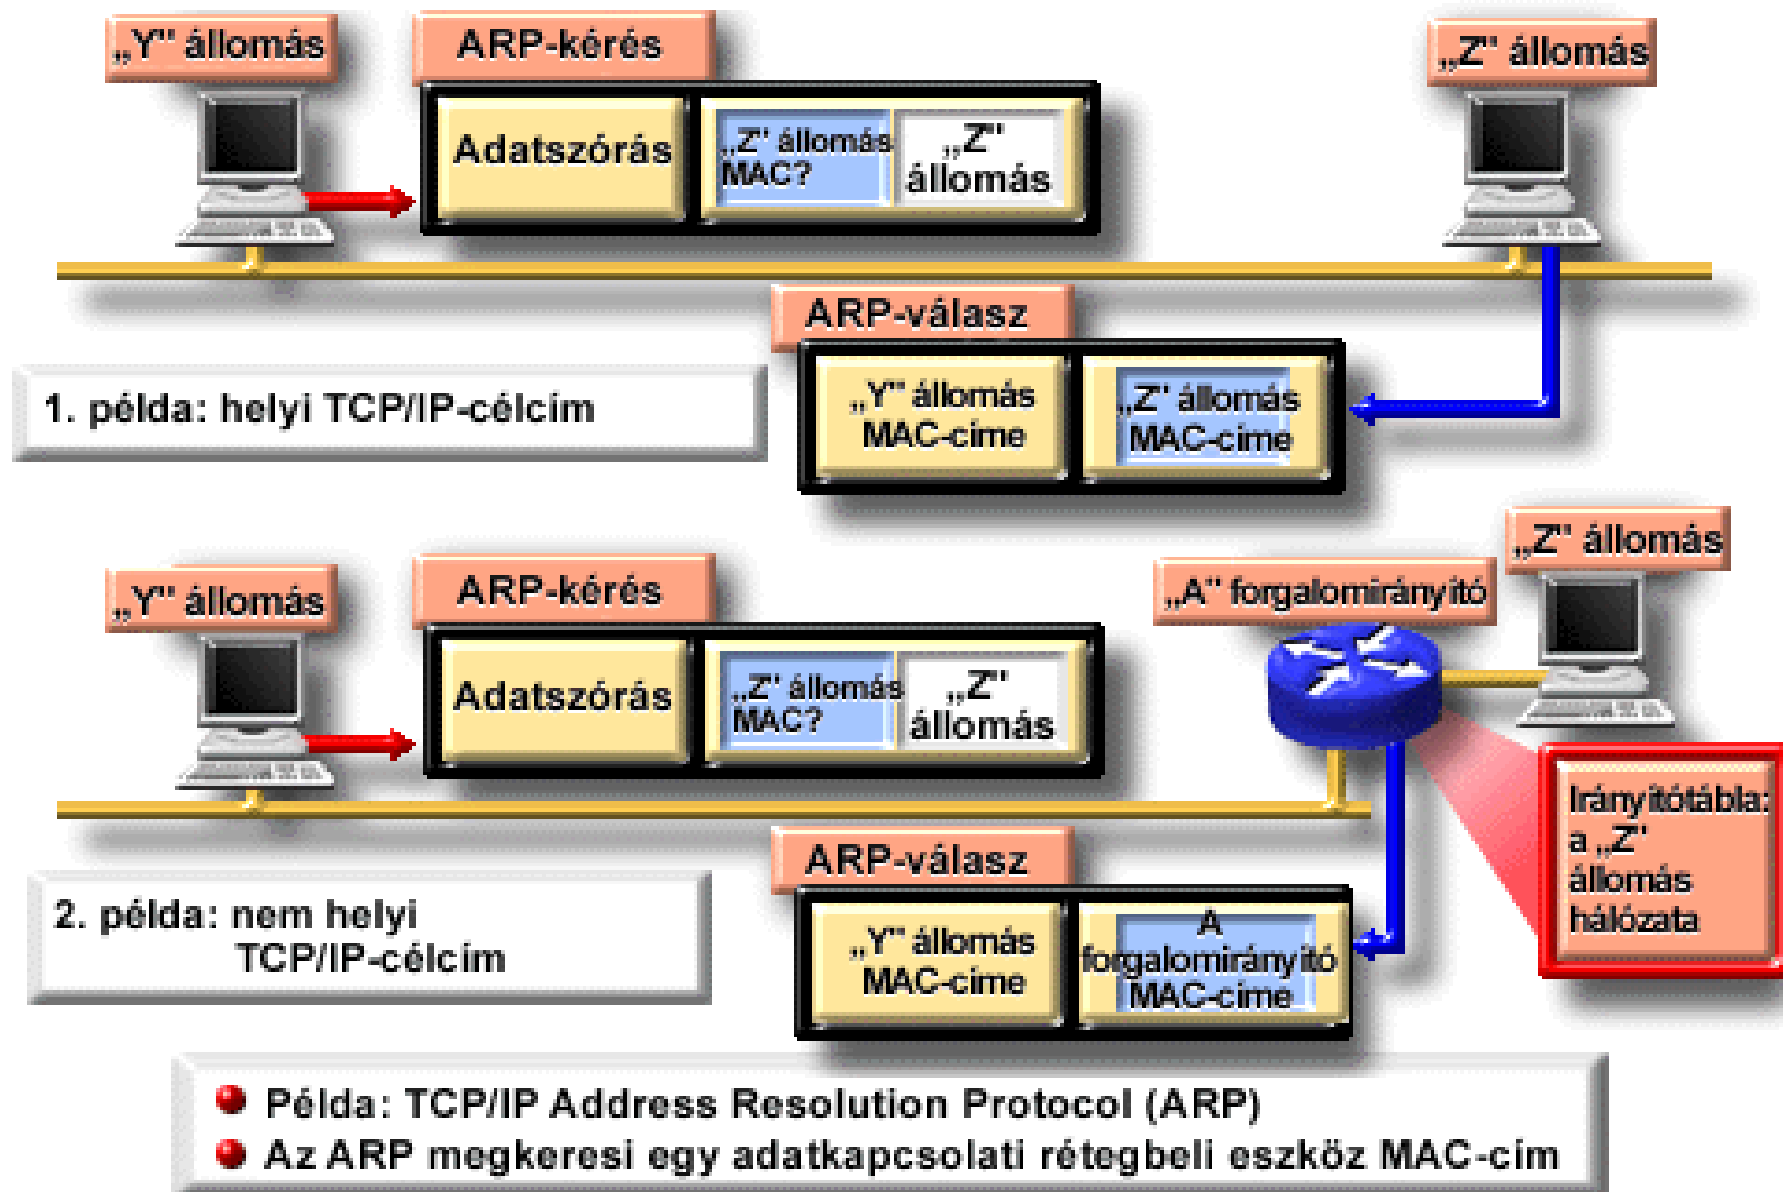 „Y" állomás
ARP-kérés
„Z" állomás
Adatszórás
„Z" állomás
MAC?
„Z"
állomás
ARP-válasz
„Y" állomás
MAC-címe
„Z" állomás
MAC-címe
1. példa: helyi TCP/IP-célcím
„Y" állomás
ARP-kérés
„A" forgalomirányító
„Z" állomás
Adatszórás
„Z" állomás
MAC?
„Z"
állomás
Irányítótábla:
a „Z"
állomás
hálózata
ARP-válasz
„Y" állomás
MAC-címe
A
forgalomirányító
MAC-címe
2. példa: nem helyi
TCP/IP-célcím
Példa: TCP/IP Address Resolution Protocol (ARP)
Az ARP megkeresi egy adatkapcsolati rétegbeli eszköz MAC-cím